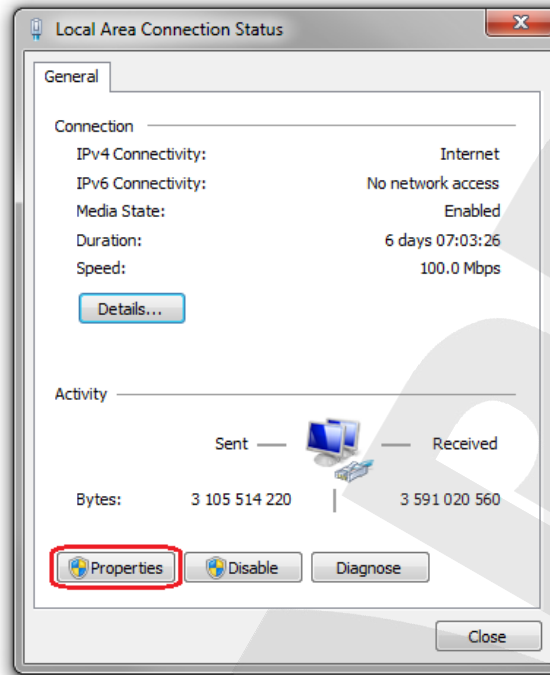 Local Area Connection Status
General
Connection
IPv4 Connectivity: Internet
IPv6 Connectivity: No network access
Media State: Enabled
Duration: 6 days 07:03:26
Speed: 100.0 Mbps
Details...
Activity
Sent Received
Bytes: 3 105 514 220 3 591 020 560
Properties Disable Diagnose
Close